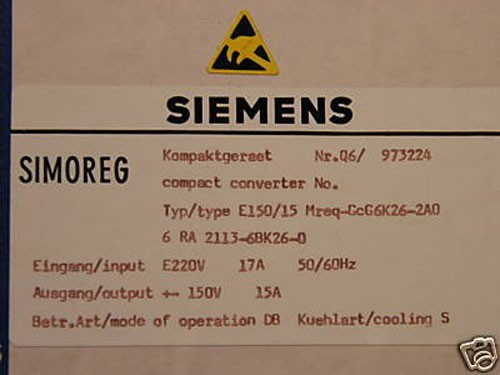 SIEMENS
SIMOREG
Kompaktgeraet Nr.Q6/ 973224
compact converter No.
Typ/type E150/15 Mreq-GcG6K26-2A0
6 RA 2113-6BK26-0
Eingang/input E220V 17A 50/60Hz
Ausgang/output +- 150V 15A
Betr.Art/mode of operation DB Kuehlart/cooling S